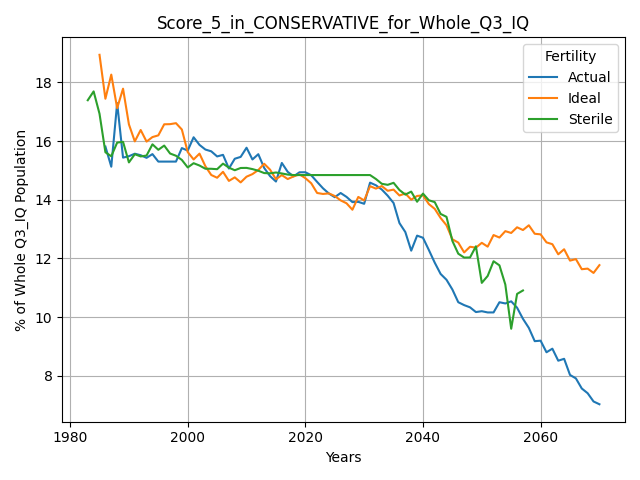 Score_5_in_CONSERVATIVE_for_Whole_Q3_IQ
Fertility
Actual
Ideal
Sterile
% of Whole Q3_IQ Population
18
16
14
12
10
8
1980
2000
2020
2040
2060
Years